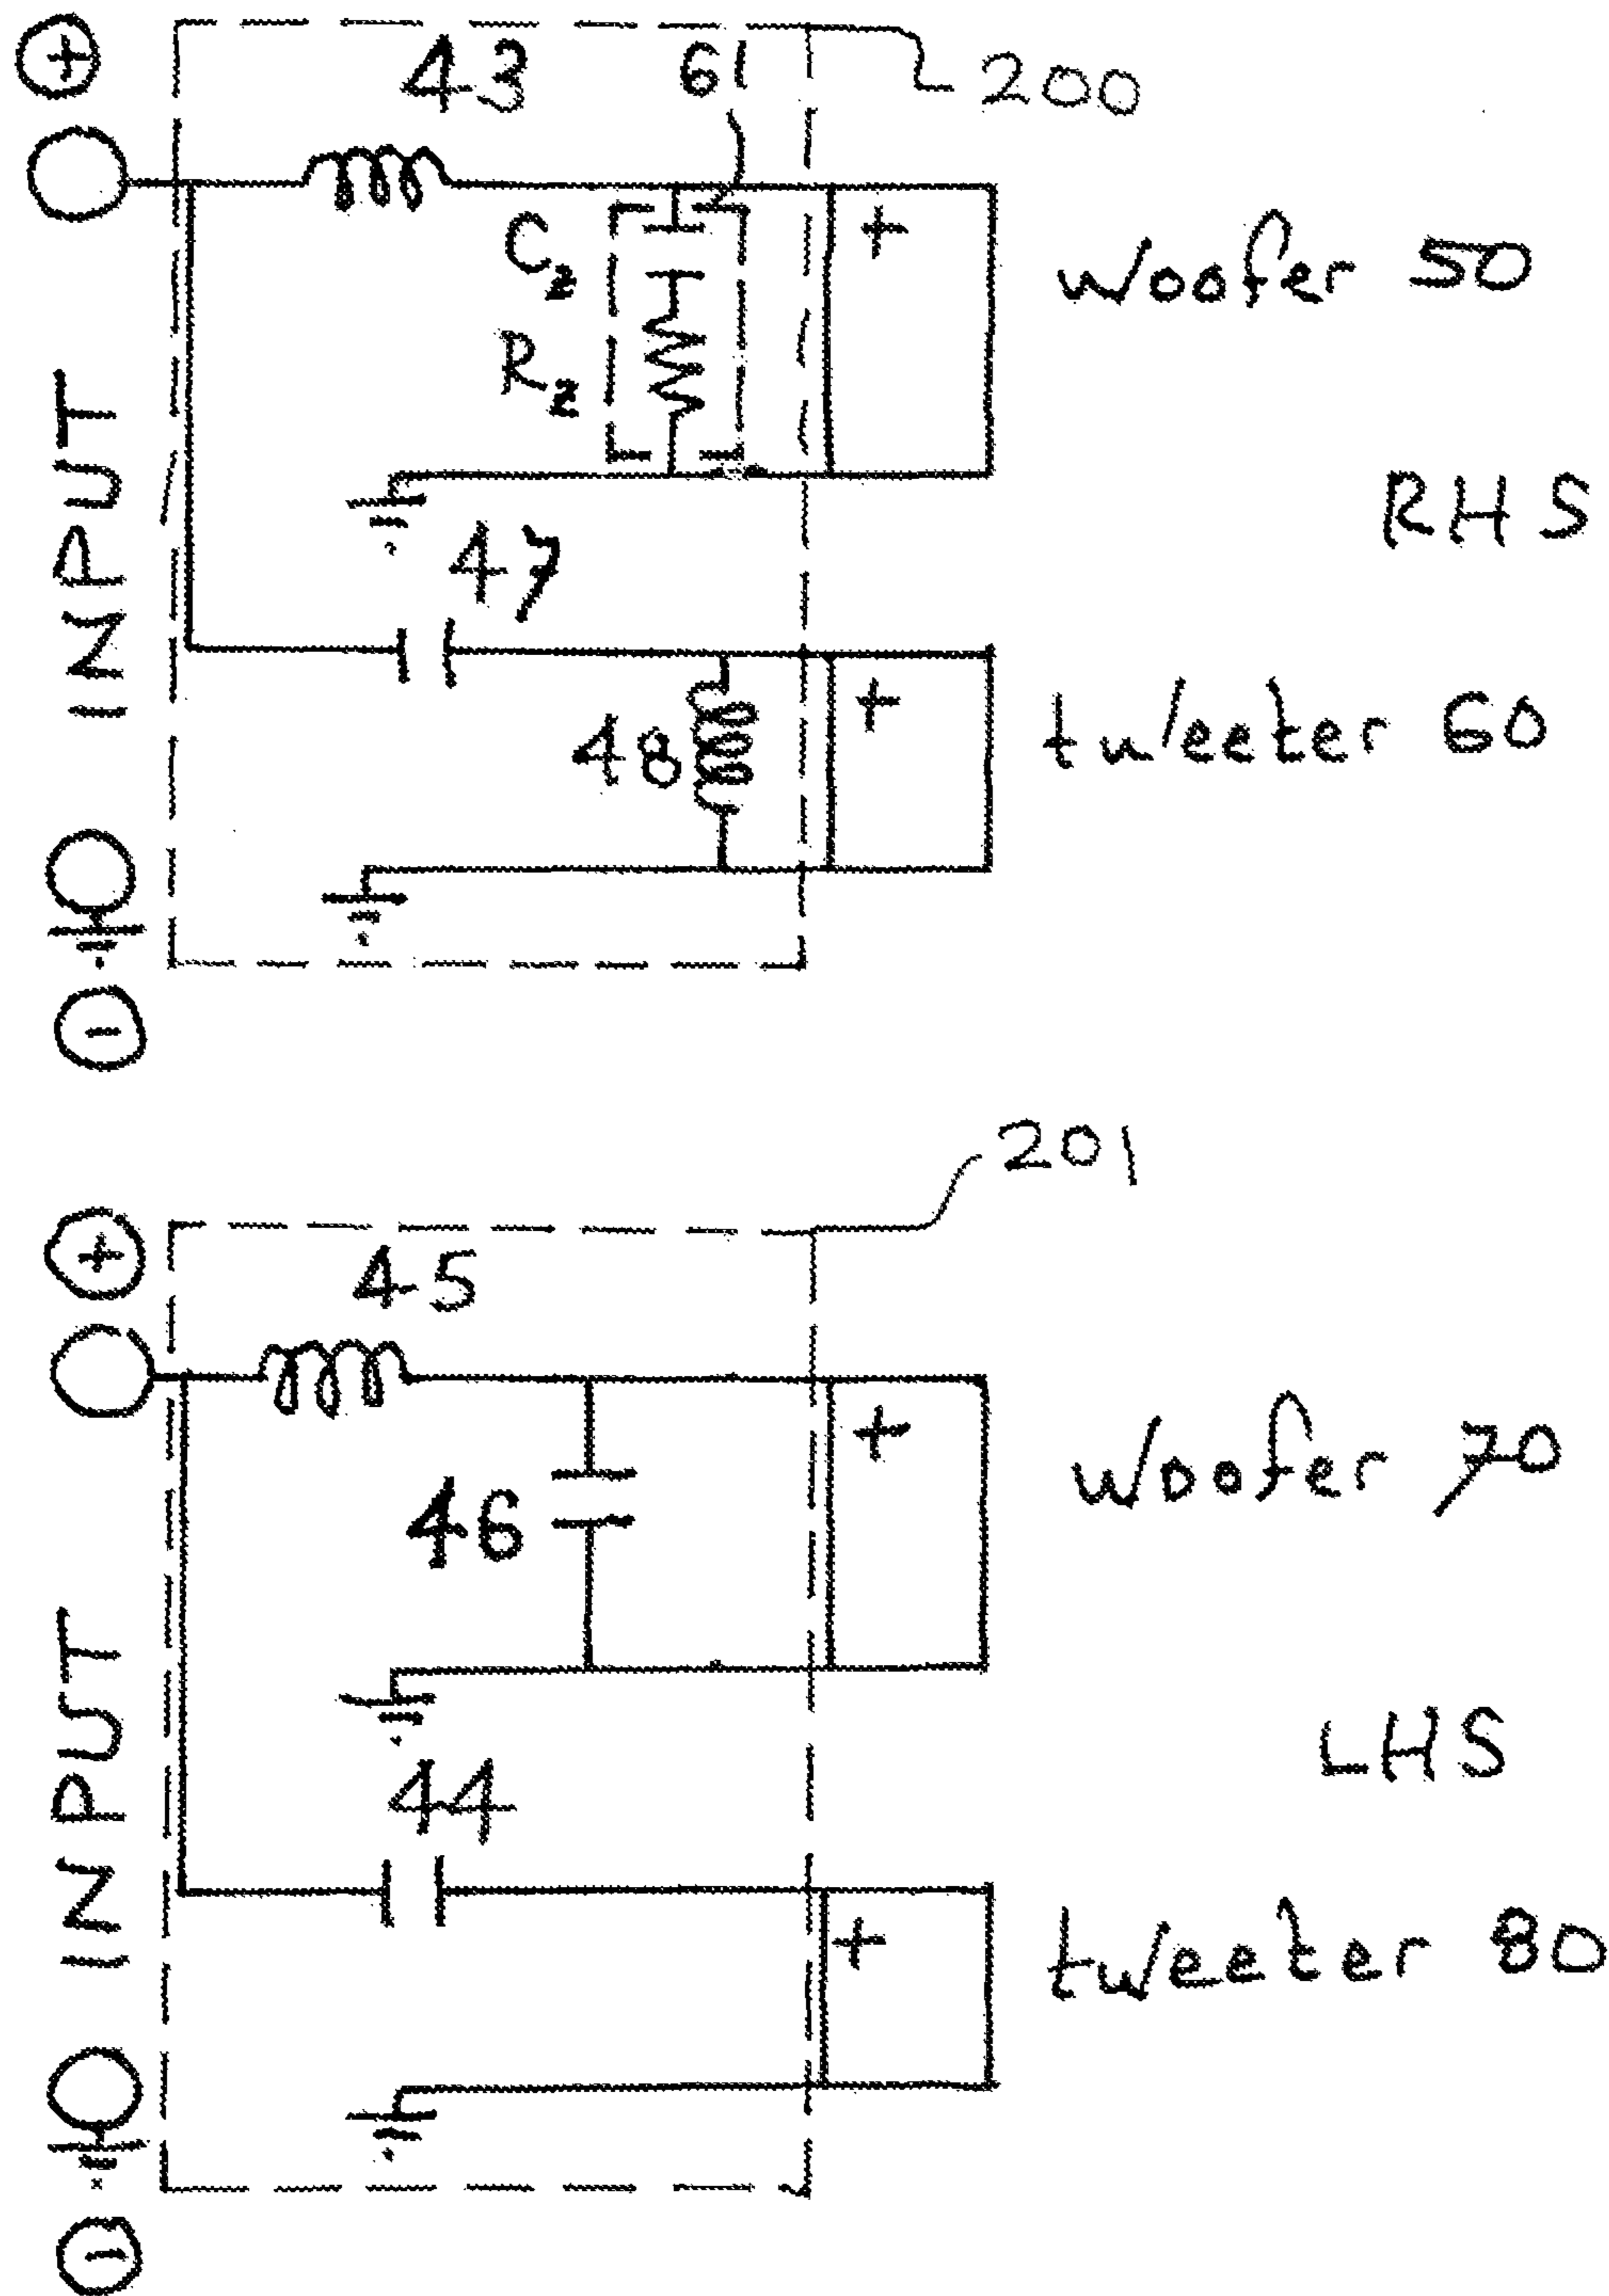 +
43
61
200
C₂
+
woofer 50
R₂
INPUT
RHS
47
+
tweeter 60
48
-
201
+
45
+
woofer 70
46
INPUT
LHS
44
+
tweeter 80
-